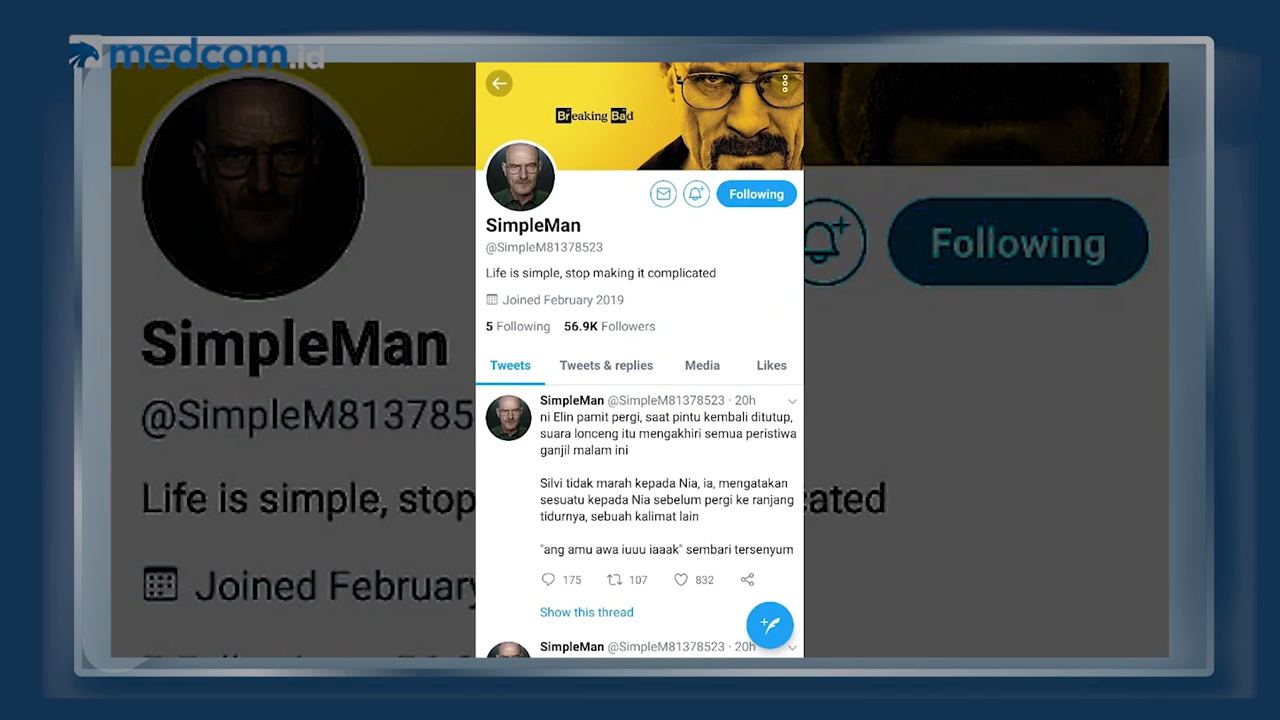 medcom.id
Breaking Bad
Following
SimpleMan
@SimpleM81378523
Life is simple, stop making it complicated
Joined February 2019
5 Following 56.9K Followers
Tweets Tweets & replies Media Likes
SimpleMan @SimpleM81378523 · 20h
ni Elin pamit pergi, saat pintu kembali ditutup,
suara lonceng itu mengakhiri semua peristiwa
ganjil malam ini
Silvi tidak marah kepada Nia, ia, mengatakan
sesuatu kepada Nia sebelum pergi ke ranjang
tidurnya, sebuah kalimat lain
"ang amu awa iuuu iaaak" sembari tersenyum
175 107 832
Show this thread
SimpleMan @SimpleM81378523 · 20h
Following
SimpleMan
@SimpleM813785
Life is simple, stop
cated
Joined February